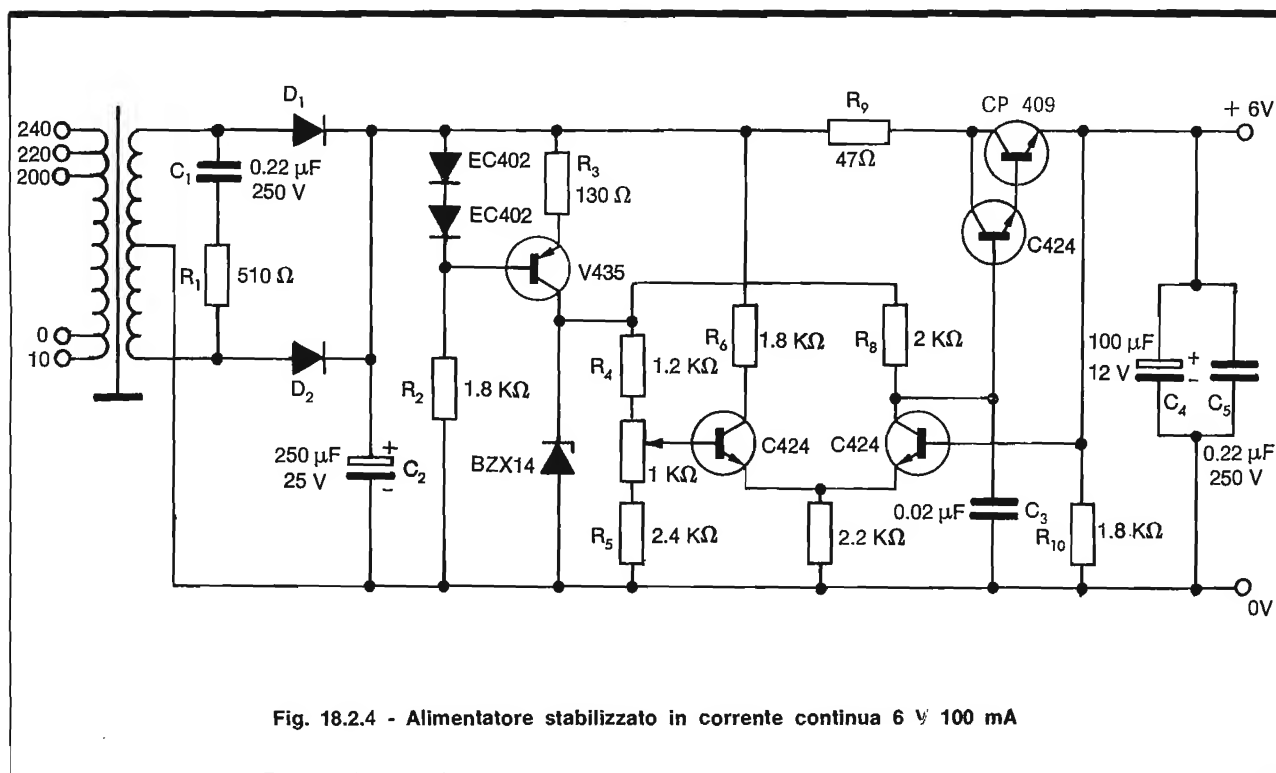 240
220
200
0
10
C₁
0.22 µF
250 V
R₁
510 Ω
D₁
D₂
250 µF
25 V
+
-
C₂
EC402
EC402
R₃
130 Ω
V435
R₂
1.8 KΩ
BZX14
R₄
1.2 KΩ
1 KΩ
R₅
2.4 KΩ
R₆
1.8 KΩ
R₈
2 KΩ
C424
C424
2.2 KΩ
R₉
47Ω
CP 409
C424
0.02 µF
C₃
R₁₀
1.8 KΩ
100 µF
12 V
+
-
C₄
C₅
0.22 µF
250 V
+ 6V
0V
Fig. 18.2.4 - Alimentatore stabilizzato in corrente continua 6 V 100 mA